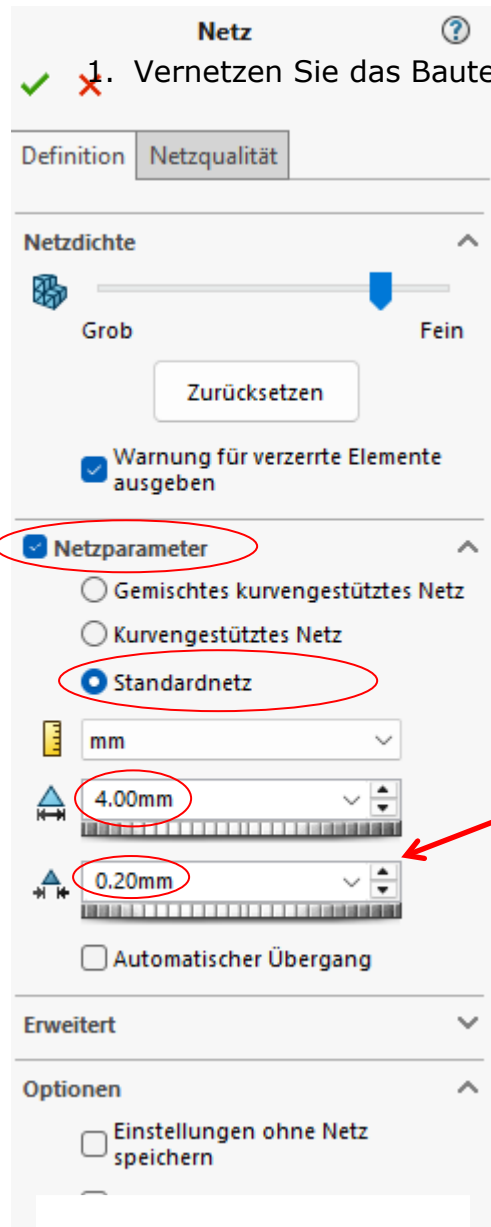 Netz
1. Vernetzen Sie das Baute
Definition Netzqualität
Netzdichte
Grob Fein
Zurücksetzen
Warnung für verzerrte Elemente
ausgeben
Netzparameter
Gemischtes kurvengestütztes Netz
Kurvengestütztes Netz
Standardnetz
mm
4.00mm
0.20mm
Automatischer Übergang
Erweitert
Optionen
Einstellungen ohne Netz
speichern